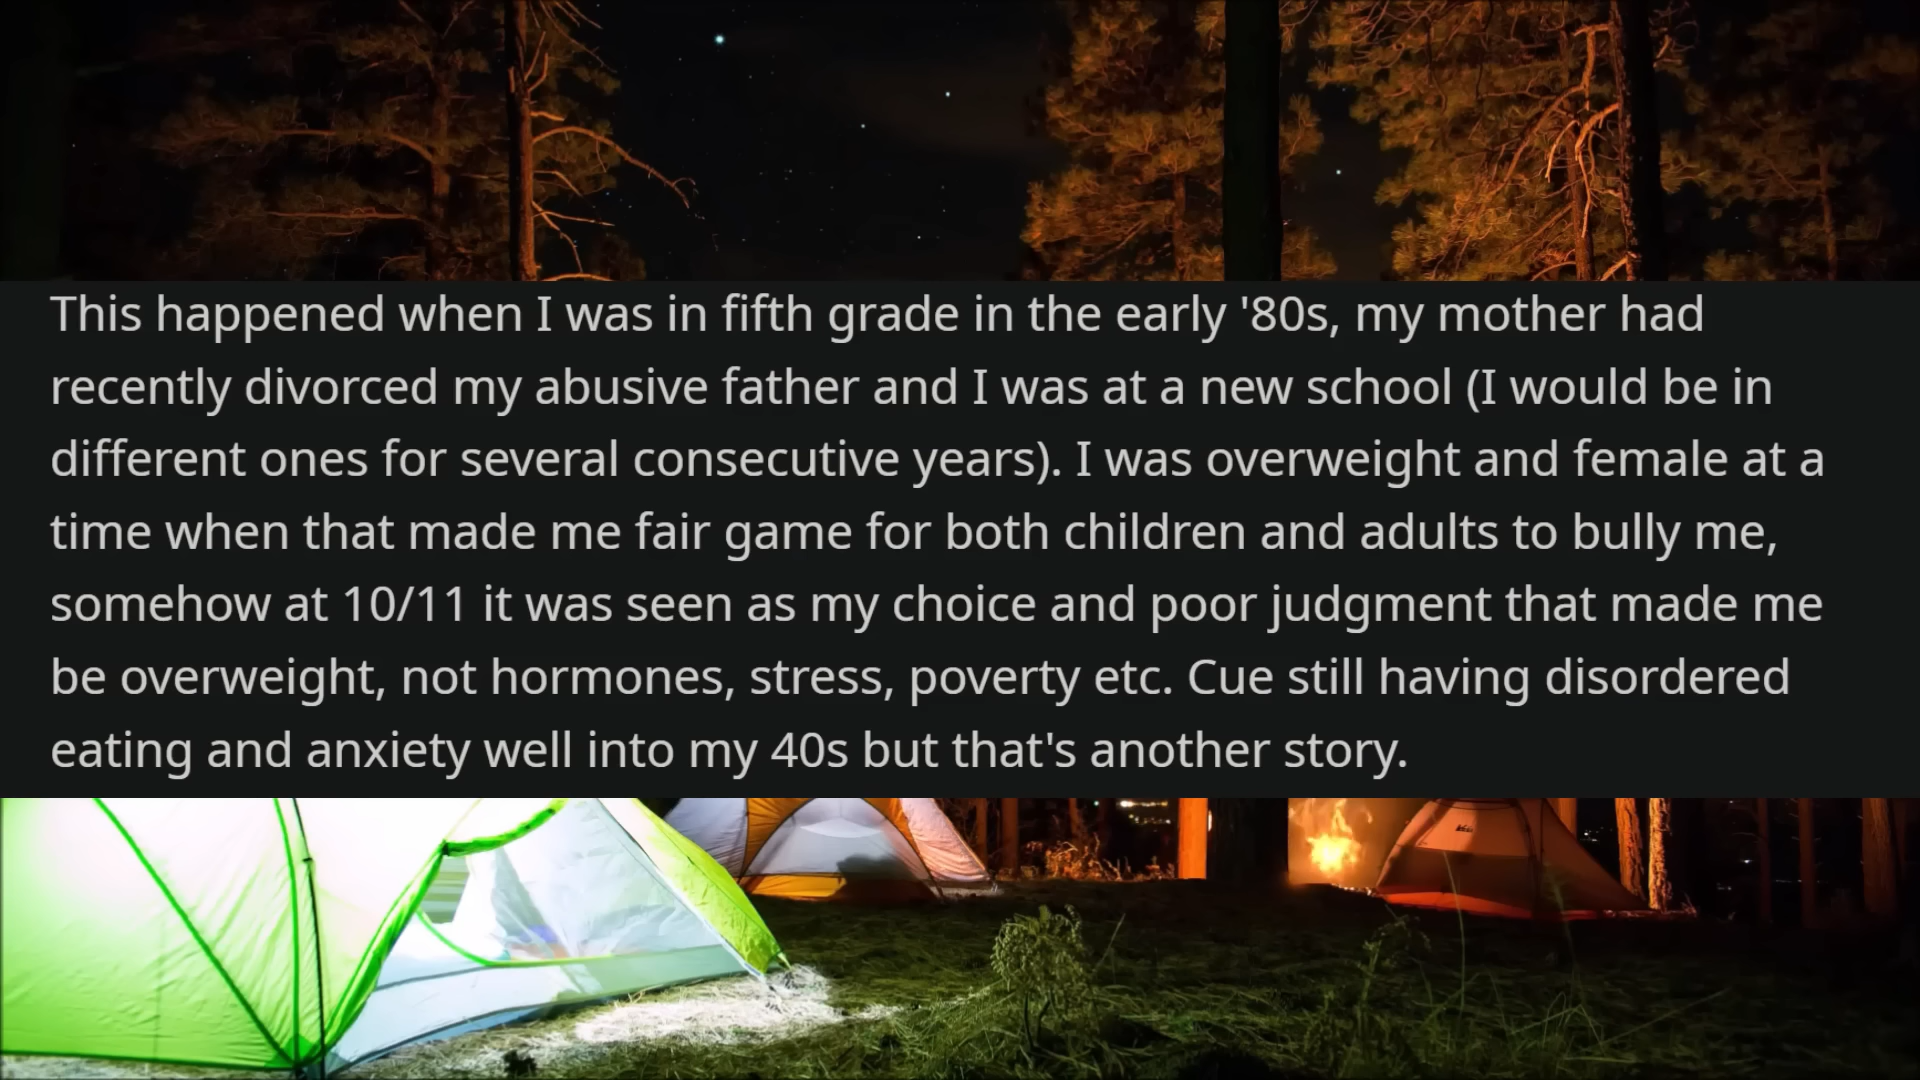 This happened when I was in fifth grade in the early '80s, my mother had
recently divorced my abusive father and I was at a new school (I would be in
different ones for several consecutive years). I was overweight and female at a
time when that made me fair game for both children and adults to bully me,
somehow at 10/11 it was seen as my choice and poor judgment that made me
be overweight, not hormones, stress, poverty etc. Cue still having disordered
eating and anxiety well into my 40s but that's another story.